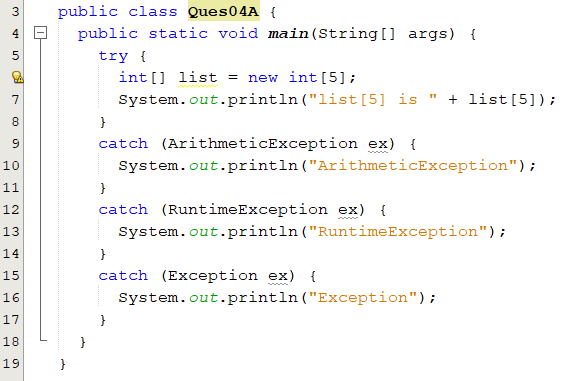 3 public class Ques04A {
4 public static void main(String[] args) {
5 try {
int[] list = new int[5];
7 System.out.println("list[5] is " + list[5]);
8 }
9 catch (ArithmeticException ex) {
10 System.out.println("ArithmeticException");
11 }
12 catch (RuntimeException ex) {
13 System.out.println("RuntimeException");
14 }
15 catch (Exception ex) {
16 System.out.println("Exception");
17 }
18 }
19 }